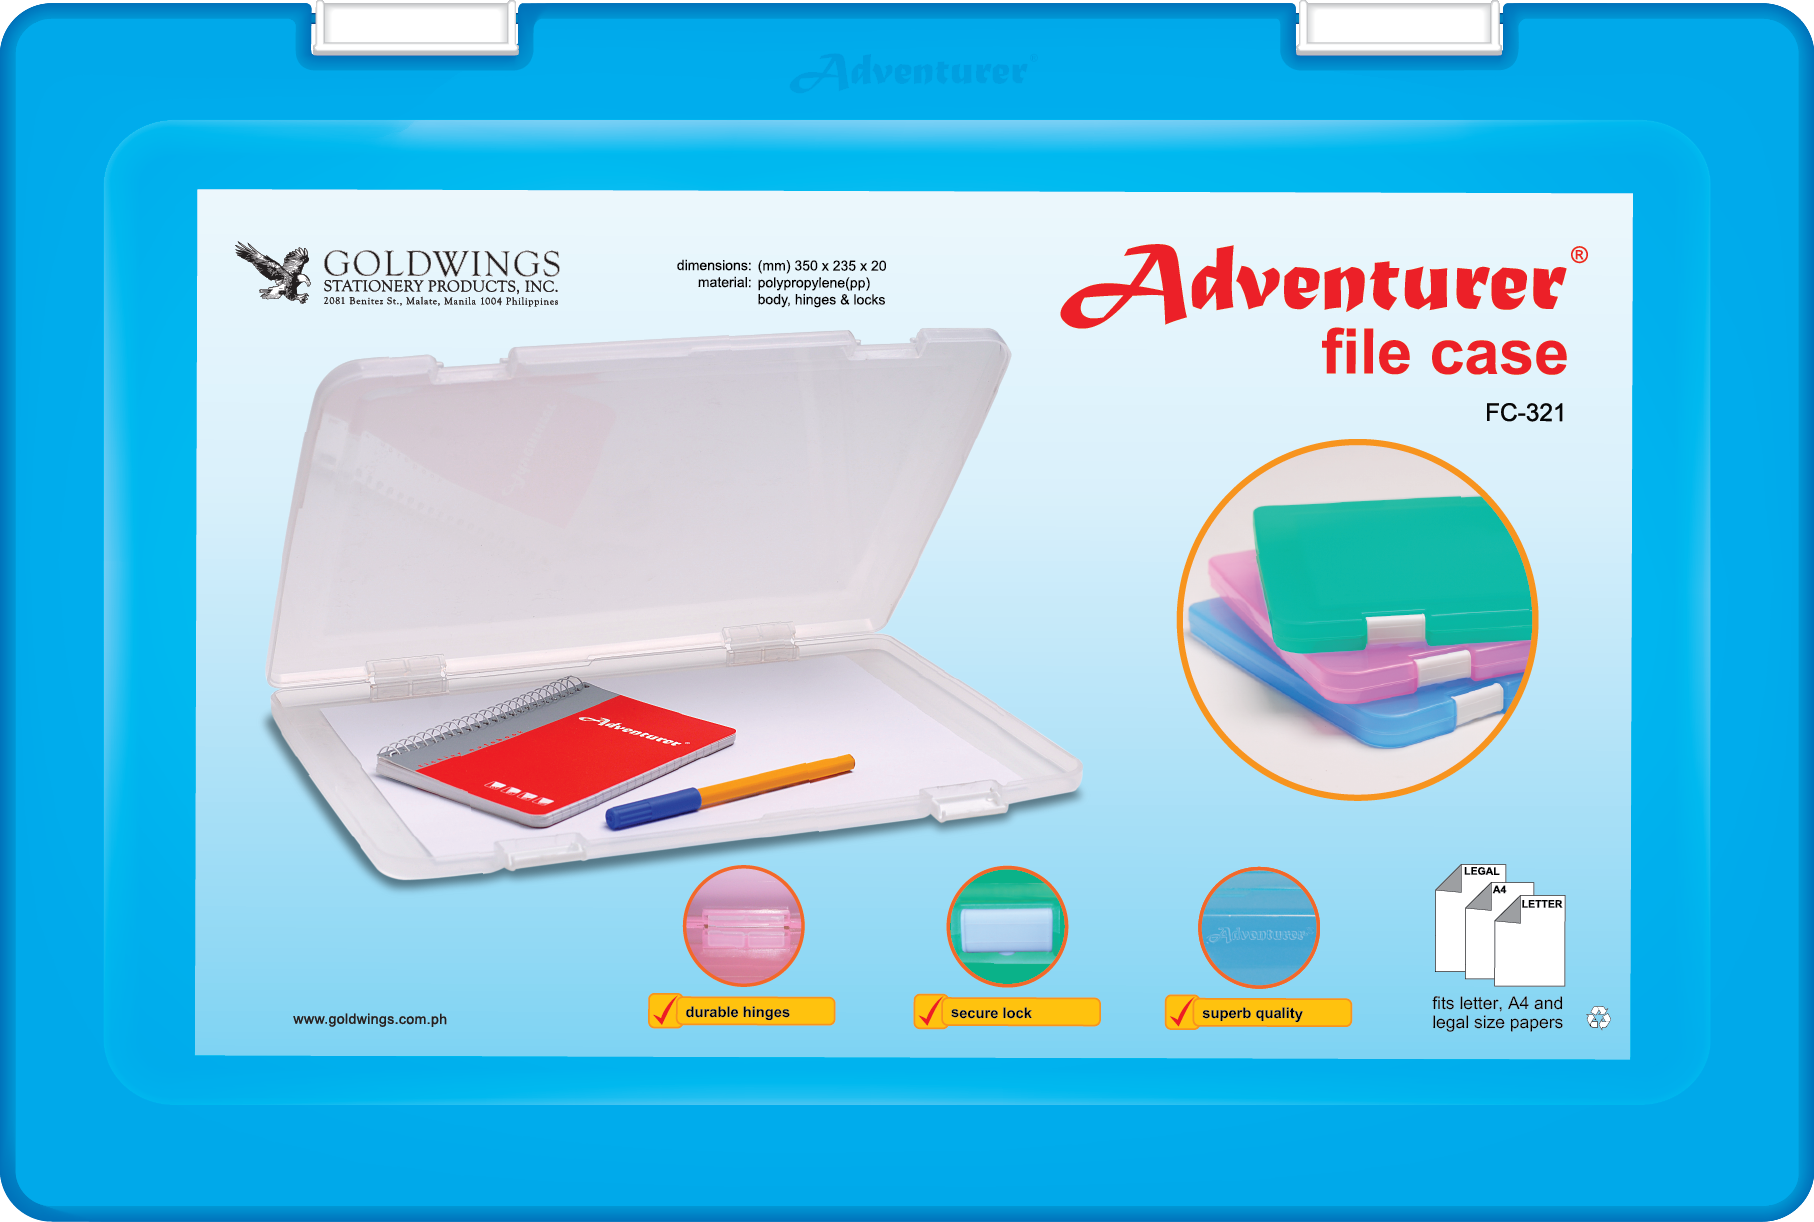 Adventurer
GOLDWINGS
STATIONERY PRODUCTS, INC.
2081 Benitez St., Malate, Manila 1004 Philippines
dimensions: (mm) 350 x 235 x 20
material: polypropylene(pp)
body, hinges & locks
Adventurer®
file case
FC-321
Adventurer
Adventurer®
LEGAL
A4
LETTER
Adventurer
durable hinges
secure lock
superb quality
fits letter, A4 and
legal size papers
www.goldwings.com.ph